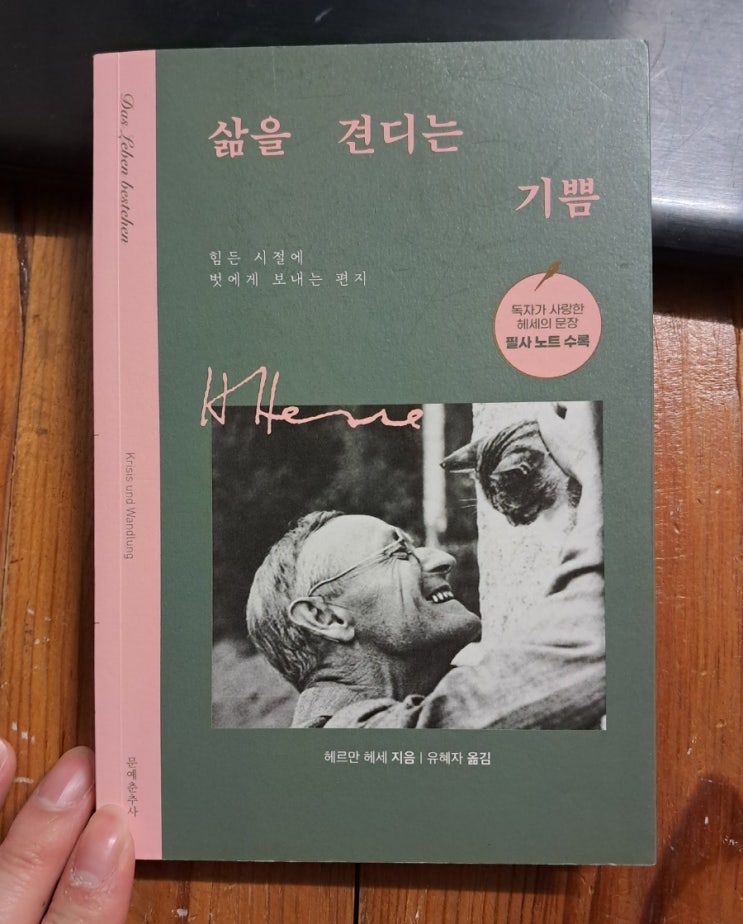 Das Leben bestehen
삶을 견디는
기쁨
힘든 시절에
벗에게 보내는 편지
독자가 사랑한
헤세의 문장
필사 노트 수록
H Hesse
Krisis und Wandlung
헤르만 헤세 지음 | 유혜자 옮김
문예춘추사